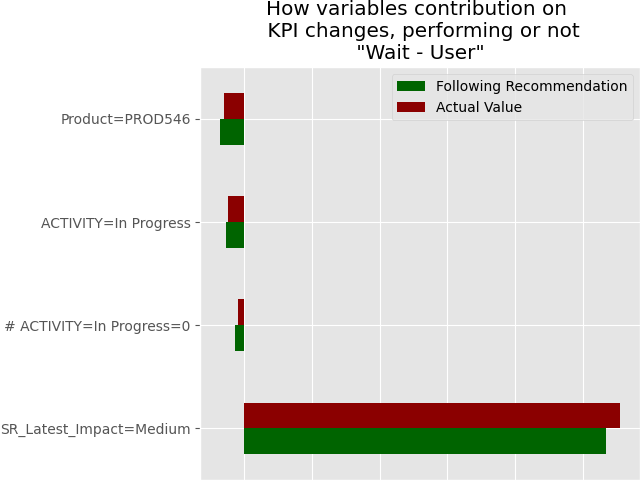 How variables contribution on
KPI changes, performing or not
"Wait - User"
Following Recommendation
Actual Value
Product=PROD546
ACTIVITY=In Progress
# ACTIVITY=In Progress=0
SR_Latest_Impact=Medium